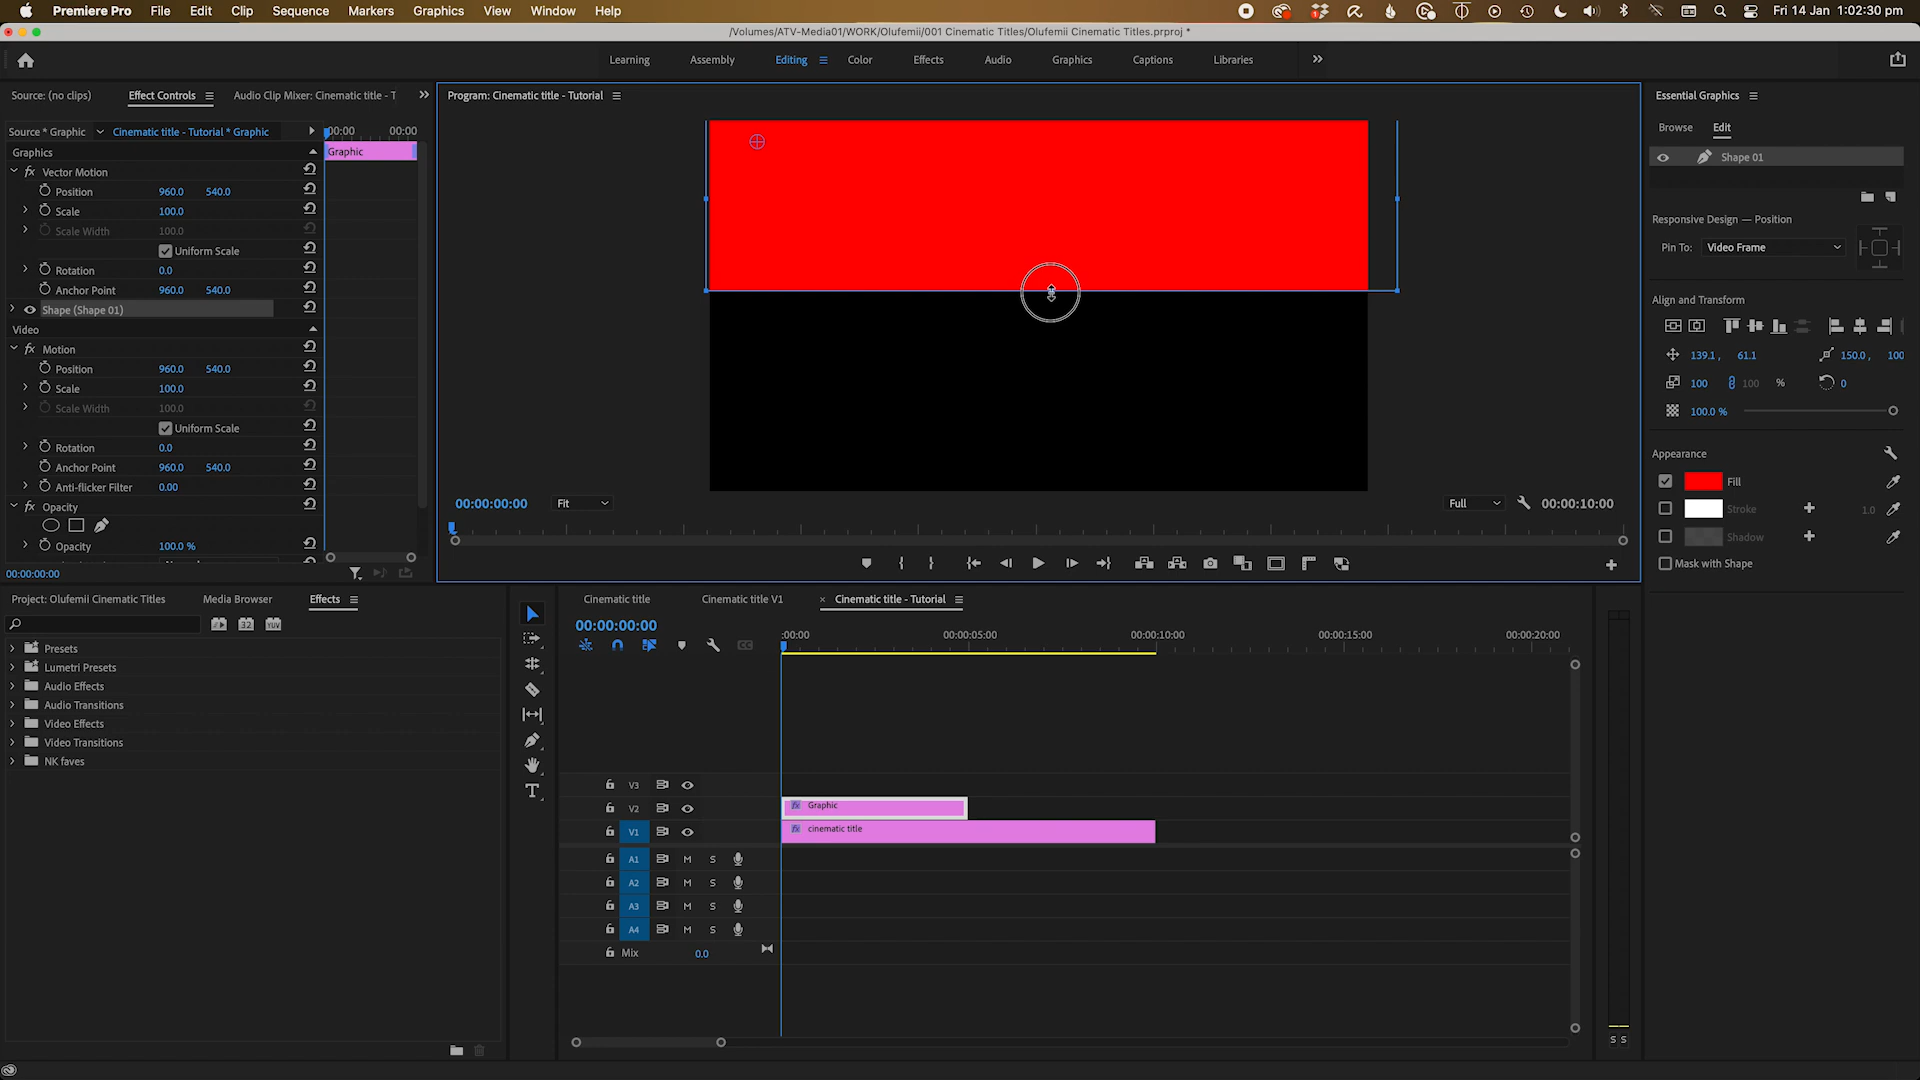 Premiere Pro File Edit Clip Sequence Markers Graphics View Window Help Fri 14 Jan 1:02:30 pm
/Volumes/ATV-Media01/WORK/Olufemii/001 Cinematic Titles/Olufemii Cinematic Titles.prproj *
Learning Assembly Editing Color Effects Audio Graphics Captions Libraries
Source: (no clips) Effect Controls Audio Clip Mixer: Cinematic title - T
Source * Graphic Cinematic title - Tutorial * Graphic
:00:00 00:00
Graphics
Graphic
Vector Motion
Position 960.0 540.0
Scale 100.0
Scale Width 100.0
Uniform Scale
Rotation 0.0
Anchor Point 960.0 540.0
Shape (Shape 01)
Video
Motion
Position 960.0 540.0
Scale 100.0
Scale Width 100.0
Uniform Scale
Rotation 0.0
Anchor Point 960.0 540.0
Anti-flicker Filter 0.00
Opacity
Opacity 100.0 %
00:00:00:00
Program: Cinematic title - Tutorial
00:00:00:00 Fit Full 00:00:10:00
Essential Graphics
Browse Edit
Shape 01
Responsive Design — Position
Pin To: Video Frame
Align and Transform
139.1 , 61.1 150.0 , 100
100 100 % 0
100.0 %
Appearance
Fill
Stroke 1.0
Shadow
Mask with Shape
Project: Olufemii Cinematic Titles Media Browser Effects
Presets
Lumetri Presets
Audio Effects
Audio Transitions
Video Effects
Video Transitions
NK faves
Cinematic title Cinematic title V1 × Cinematic title - Tutorial
00:00:00:00
:00:00 00:00:05:00 00:00:10:00 00:00:15:00 00:00:20:00
V3
V2 Graphic
V1 cinematic title
A1 M S
A2 M S
A3 M S
A4 M S
Mix 0.0
S S